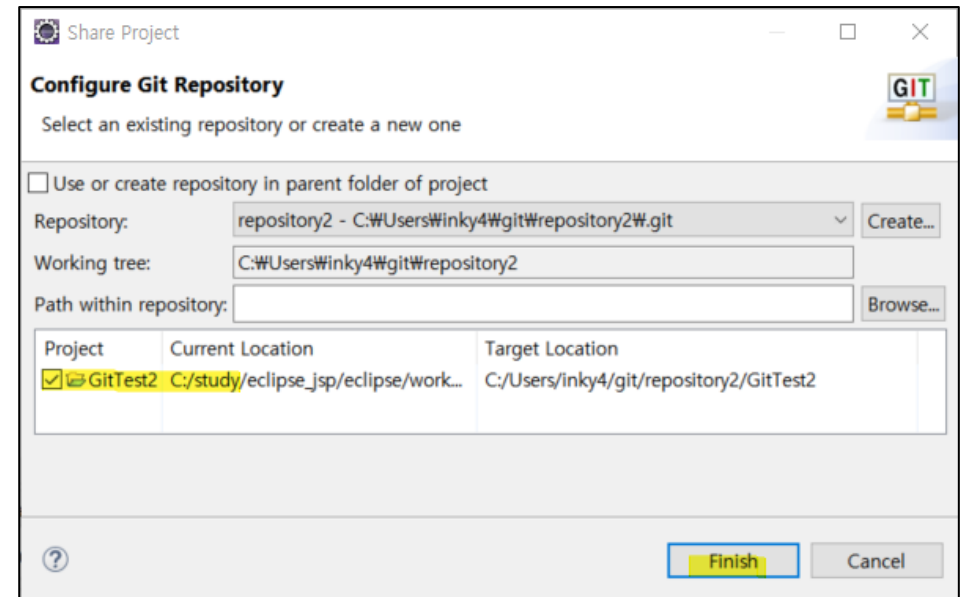 Share Project
Configure Git Repository
GIT
Select an existing repository or create a new one
Use or create repository in parent folder of project
Repository: repository2 - C:₩Users₩inky4₩git₩repository2₩.git Create...
Working tree: C:₩Users₩inky4₩git₩repository2
Path within repository: Browse...
Project Current Location Target Location
GitTest2 C:/study/eclipse_jsp/eclipse/work... C:/Users/inky4/git/repository2/GitTest2
? Finish Cancel